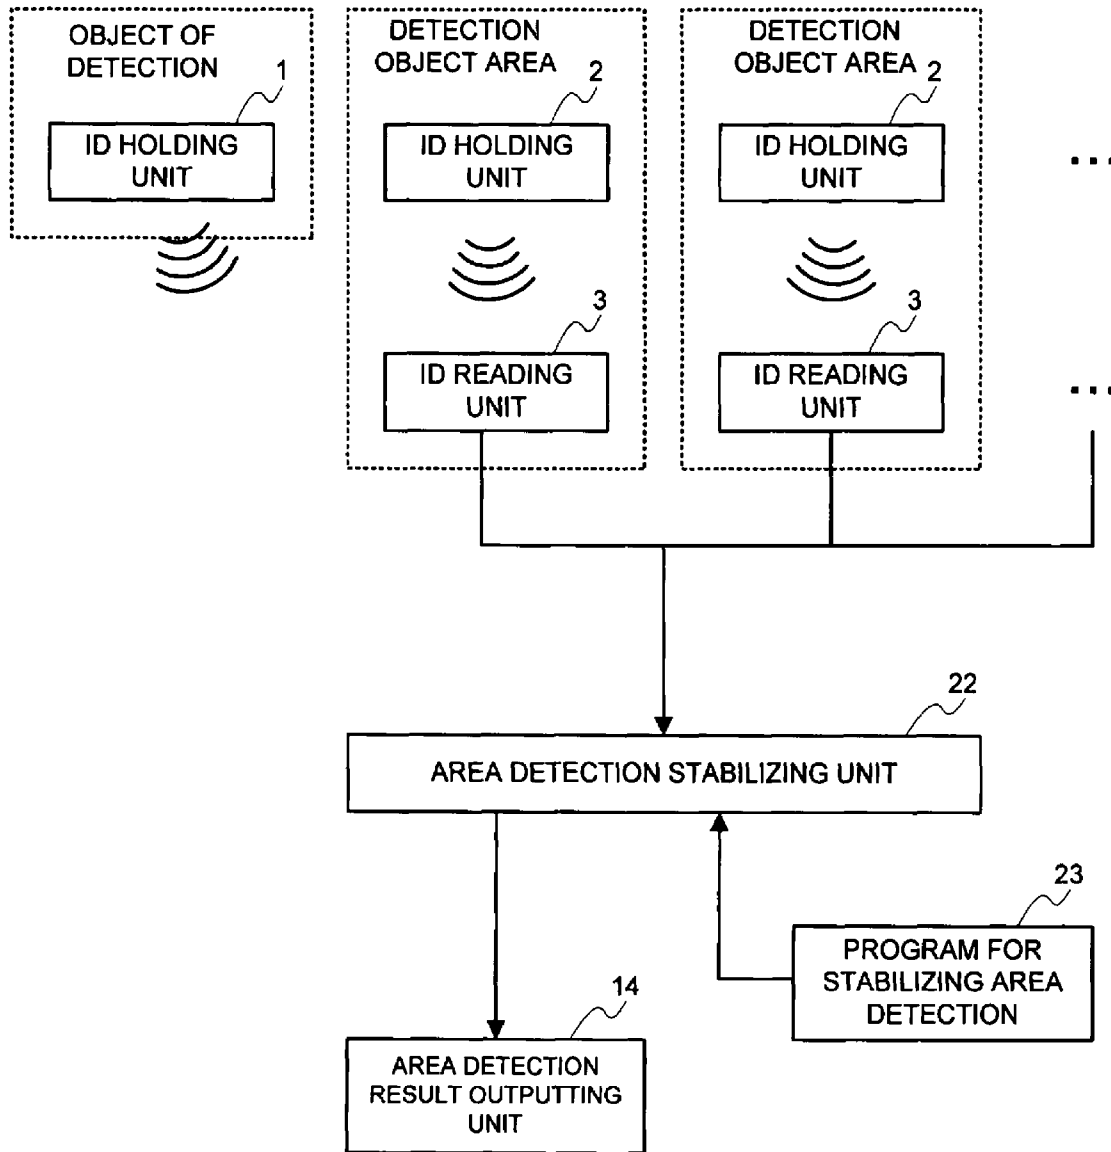 OBJECT OF
DETECTION
1
ID HOLDING
UNIT
DETECTION
OBJECT AREA
2
ID HOLDING
UNIT
3
ID READING
UNIT
DETECTION
OBJECT AREA
2
ID HOLDING
UNIT
3
ID READING
UNIT
...
...
22
AREA DETECTION STABILIZING UNIT
23
PROGRAM FOR
STABILIZING AREA
DETECTION
14
AREA DETECTION
RESULT OUTPUTTING
UNIT